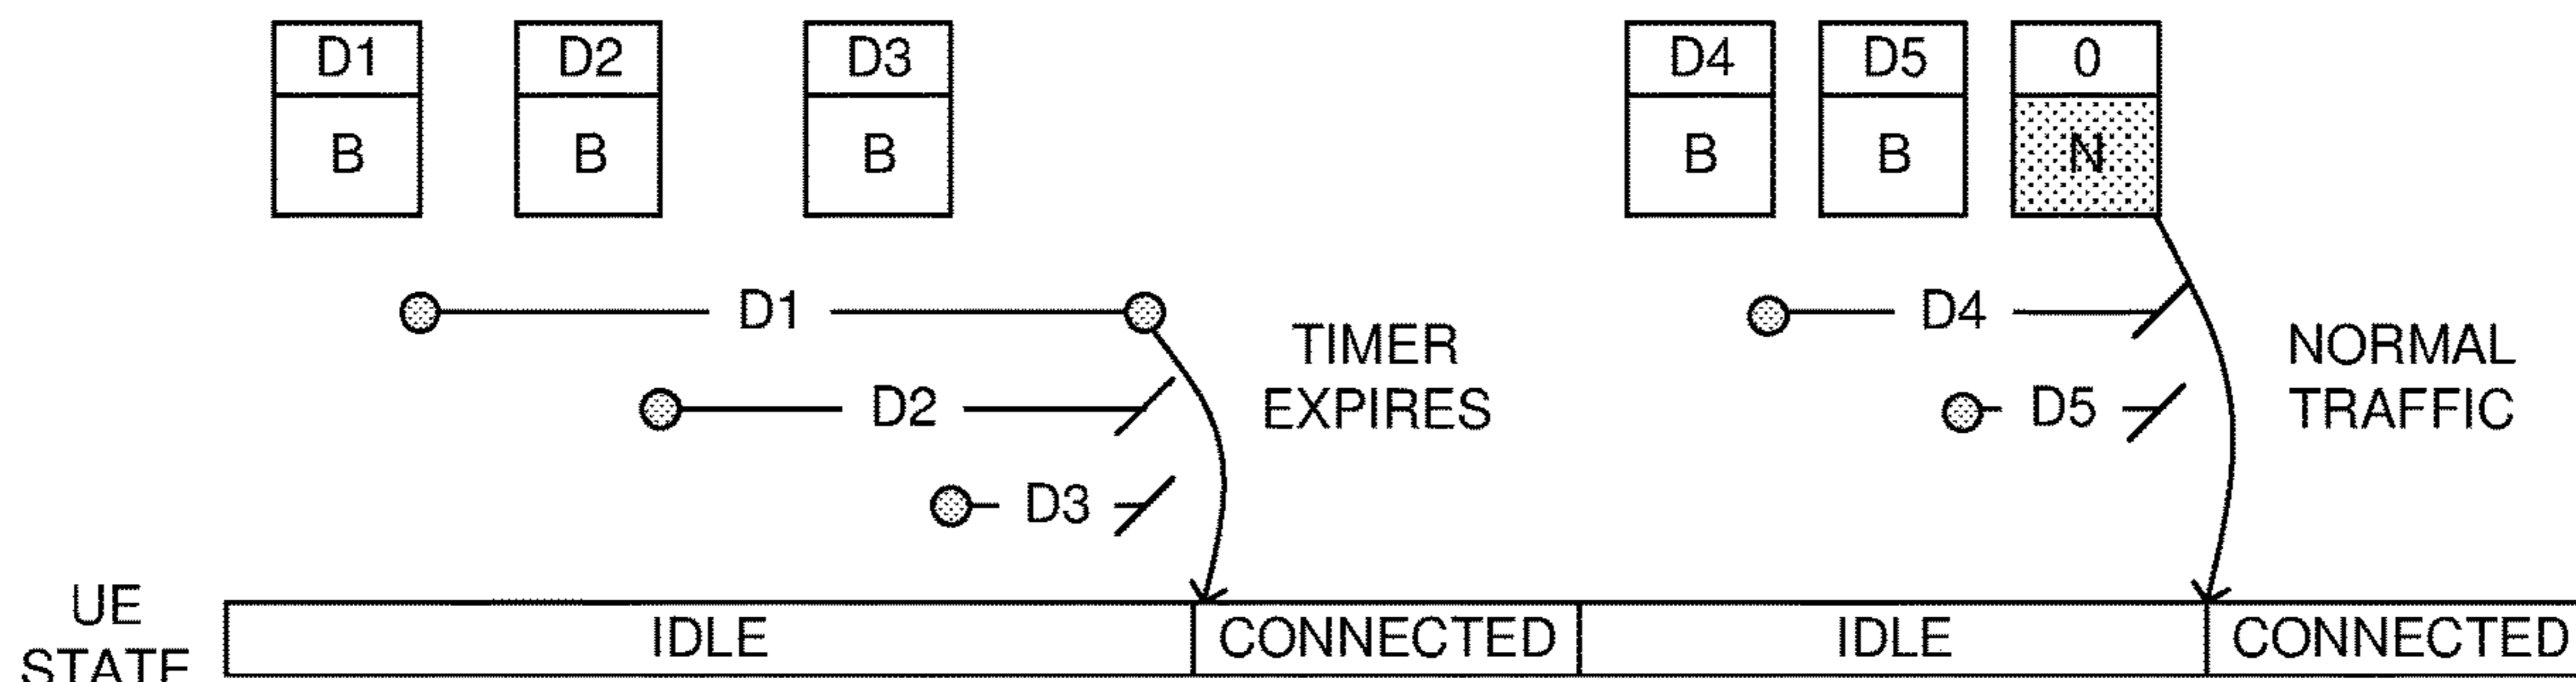 D1 D2 D3 D4 D5 0
B B B B B N
D1 D4
TIMER
EXPIRES
NORMAL
TRAFFIC
D2 D5
D3
UE
STATE
IDLE CONNECTED IDLE CONNECTED